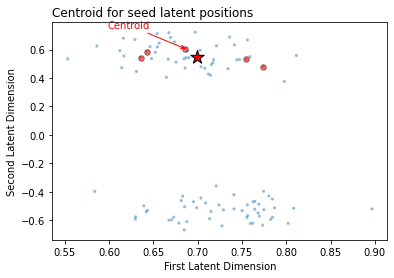 Centroid for seed latent positions
Centroid
0.6
0.4
0.2
0.0
−0.2
−0.4
−0.6
Second Latent Dimension
0.55 0.60 0.65 0.70 0.75 0.80 0.85 0.90
First Latent Dimension